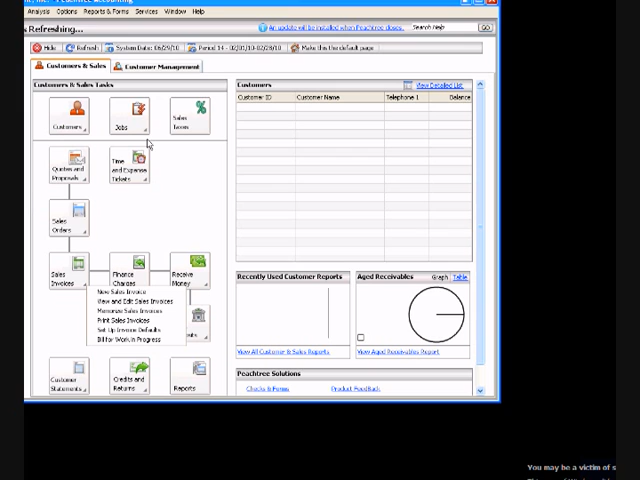 Analysis Options Reports & Forms Services Window Help
Refreshing...
An update will be installed when Peachtree closes.
Search Help
GO
Hide Refresh System Date: 06/29/10 Period 14 - 02/01/10-02/28/10 Make this the default page
Customers & Sales Customer Management
Customers & Sales Tasks
Customers
Jobs
Sales Taxes
Quotes and Proposals
Time and Expense Tickets
Sales Orders
Sales Invoices
Finance Charges
Receive Money
New Sales Invoice
View and Edit Sales Invoices
Memorize Sales Invoices
Print Sales Invoices
Set Up Invoice Defaults
Bill for Work in Progress
Customer Statements
Credits and Returns
Reports
Customers
View Detailed List
Customer ID Customer Name Telephone 1 Balance
Recently Used Customer Reports
View All Customer & Sales Reports
Aged Receivables Graph Table
View Aged Receivables Report
Peachtree Solutions
Checks & Forms Product Feedback
You may be a victim of s